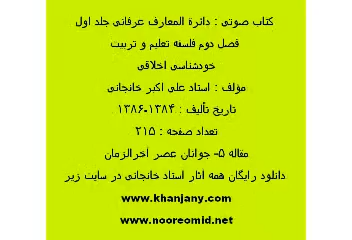 کتاب صوتی : دائرة المعارف عرفانی جلد اول
فصل دوم فلسفه تعلیم و تربیت
خودشناسی اخلاقی
مؤلف : استاد علی اکبر خانجانی
تاریخ تألیف : ۱۳۸۴-۱۳۸۶
تعداد صفحه : ۲۱۵
مقاله ۵- جوانان عصر آخرالزمان
دانلود رایگان همه آثار استاد خانجانی در سایت زیر
www.khanjany.com
www.nooreomid.net